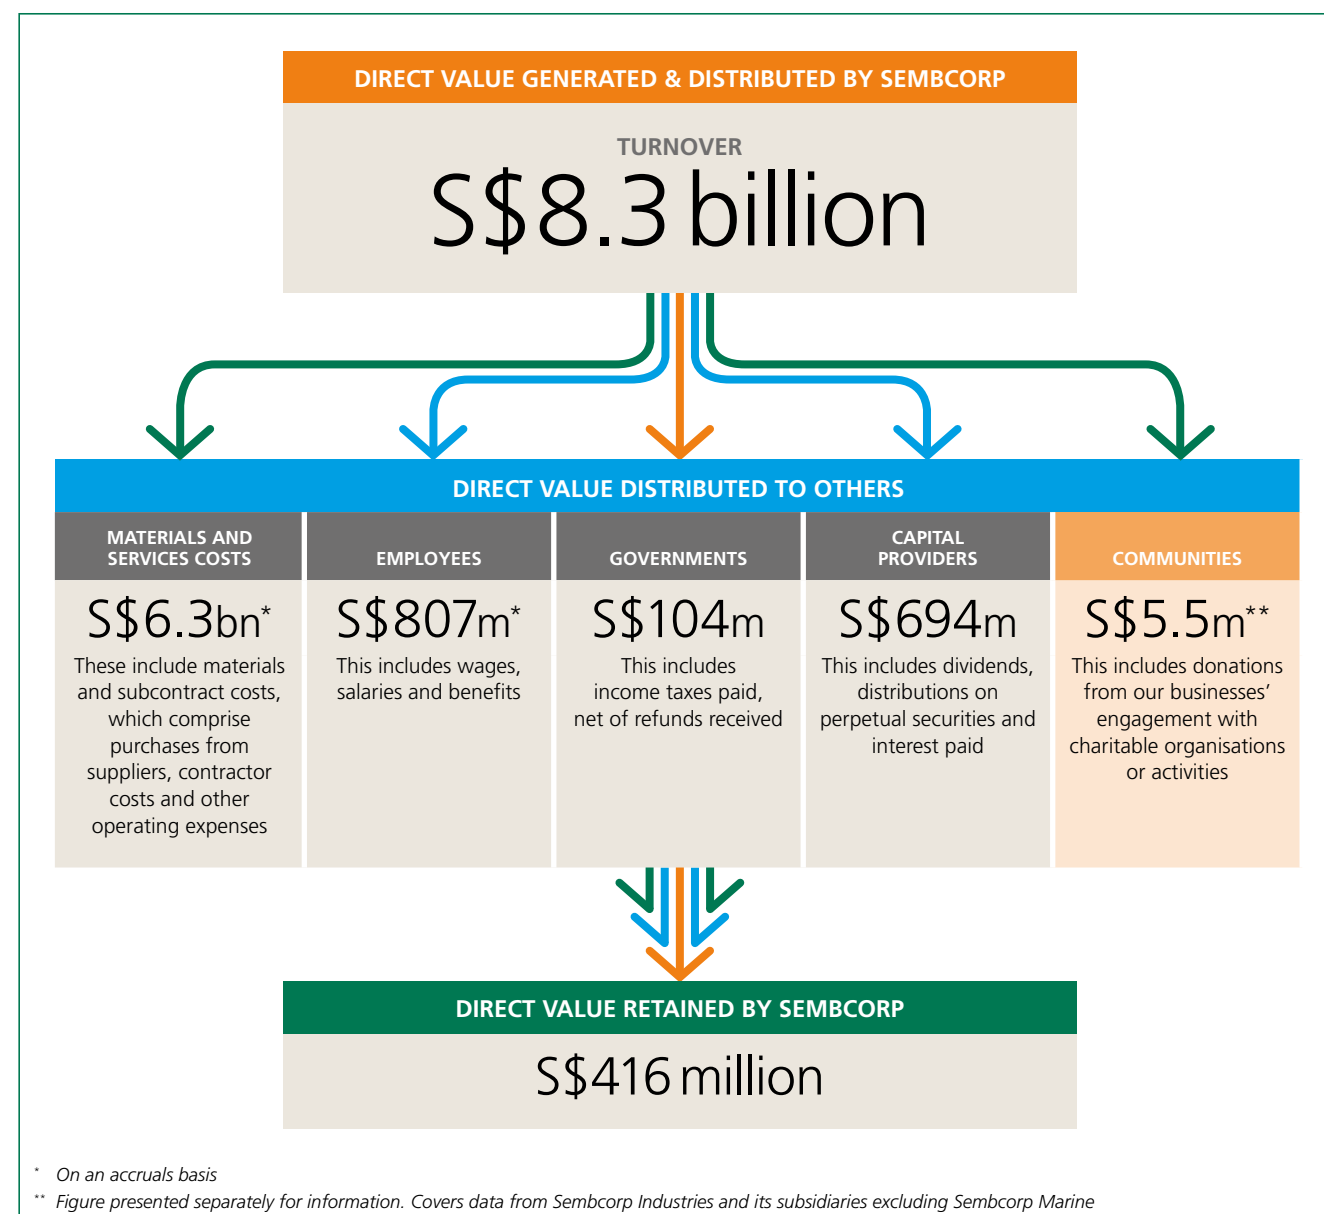 DIRECT VALUE GENERATED & DISTRIBUTED BY SEMBCORP
TURNOVER
S$8.3 billion
DIRECT VALUE DISTRIBUTED TO OTHERS
MATERIALS AND
SERVICES COSTS
S$6.3bn*
These include materials
and subcontract costs,
which comprise
purchases from
suppliers, contractor
costs and other
operating expenses
EMPLOYEES
S$807m*
This includes wages,
salaries and benefits
GOVERNMENTS
S$104m
This includes
income taxes paid,
net of refunds received
CAPITAL
PROVIDERS
S$694m
This includes dividends,
distributions on
perpetual securities and
interest paid
COMMUNITIES
S$5.5m**
This includes donations
from our businesses’
engagement with
charitable organisations
or activities
DIRECT VALUE RETAINED BY SEMBCORP
S$416 million
* On an accruals basis
** Figure presented separately for information. Covers data from Sembcorp Industries and its subsidiaries excluding Sembcorp Marine